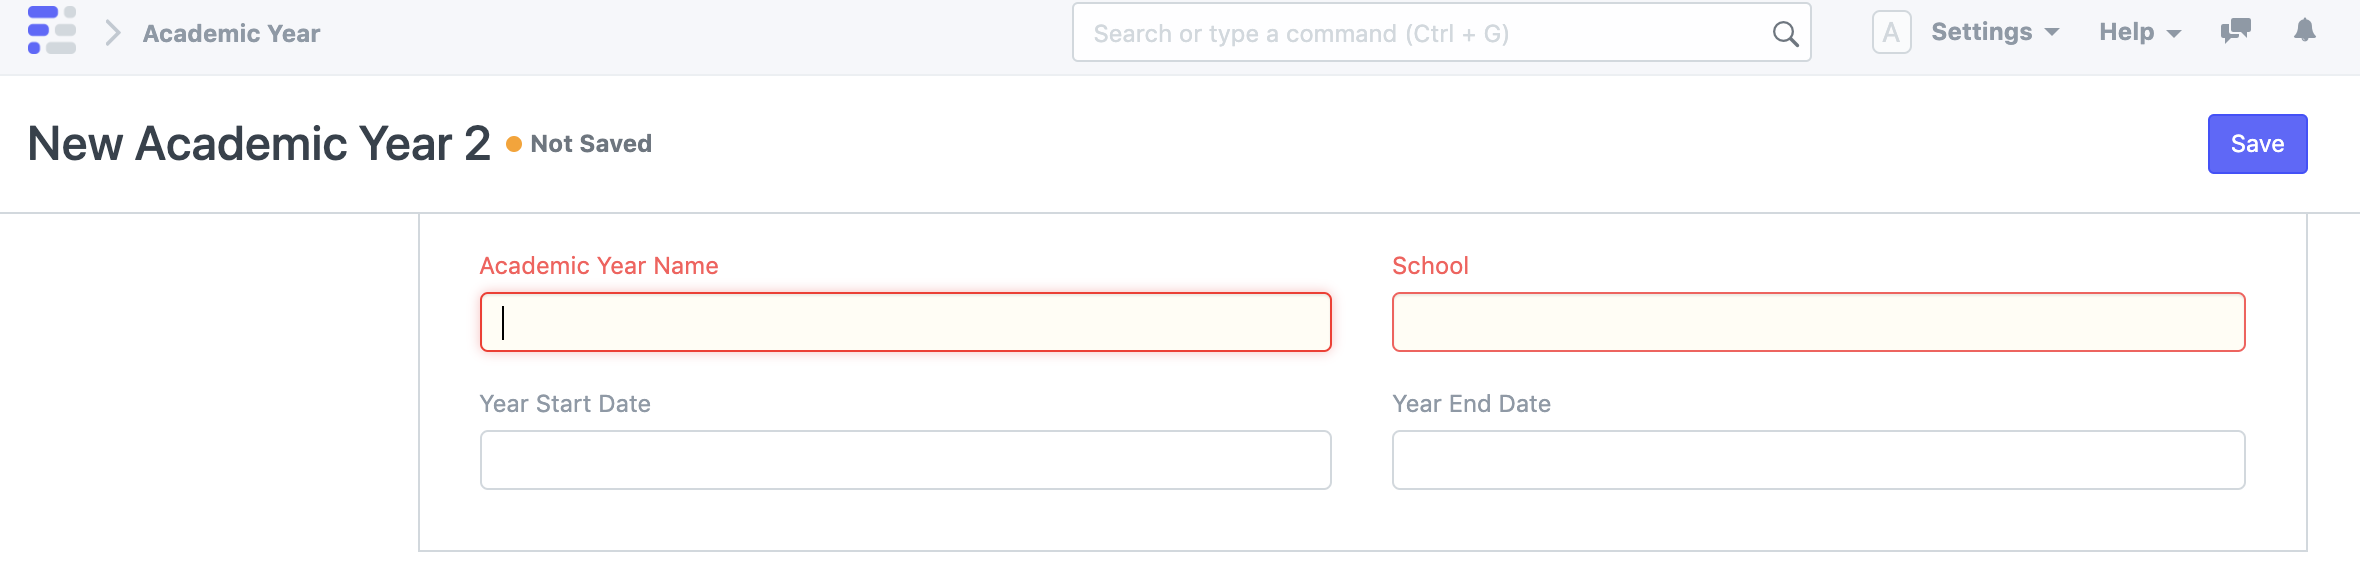 Academic Year
Search or type a command (Ctrl + G)
A
Settings
Help
New Academic Year 2
Not Saved
Save
Academic Year Name
School
Year Start Date
Year End Date